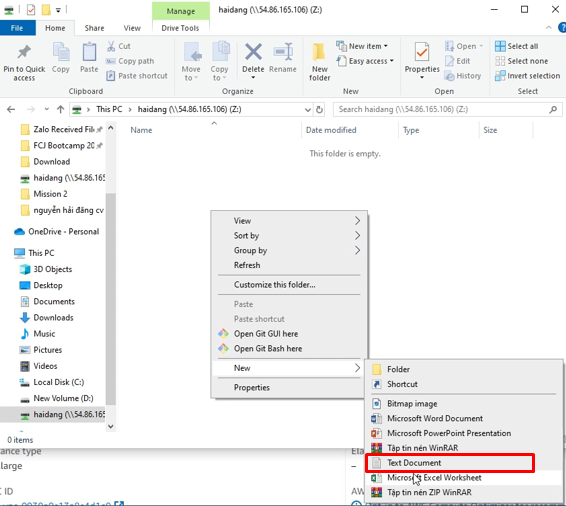 Manage
haidang (\\54.86.165.106) (Z:)
File
Home
Share
View
Drive Tools
Pin to Quick access
Copy
Paste
Cut
Copy path
Paste shortcut
Clipboard
Move to
Copy to
Delete
Rename
Organize
New folder
New item
Easy access
New
Properties
Open
Edit
History
Open
Select all
Select none
Invert selection
Select
This PC
haidang (\\54.86.165.106) (Z:)
Search haidang (\\54.86.165.106) (Z:)
Name
Date modified
Type
Size
This folder is empty.
Zalo Received Fil
FCJ Bootcamp 20
Download
haidang (\\54.86.16
Mission 2
nguyễn hải đăng cv
OneDrive - Personal
This PC
3D Objects
Desktop
Documents
Downloads
Music
Pictures
Videos
Local Disk (C:)
New Volume (D:)
haidang (\\54.86.165
0 items
View
Sort by
Group by
Refresh
Customize this folder...
Paste
Paste shortcut
Open Git GUI here
Open Git Bash here
New
Properties
Folder
Shortcut
Bitmap image
Microsoft Word Document
Microsoft PowerPoint Presentation
Tập tin nén WinRAR
Text Document
Microsoft Excel Worksheet
Tập tin nén ZIP WinRAR
ance type
Ela
large
–
C ID
AW